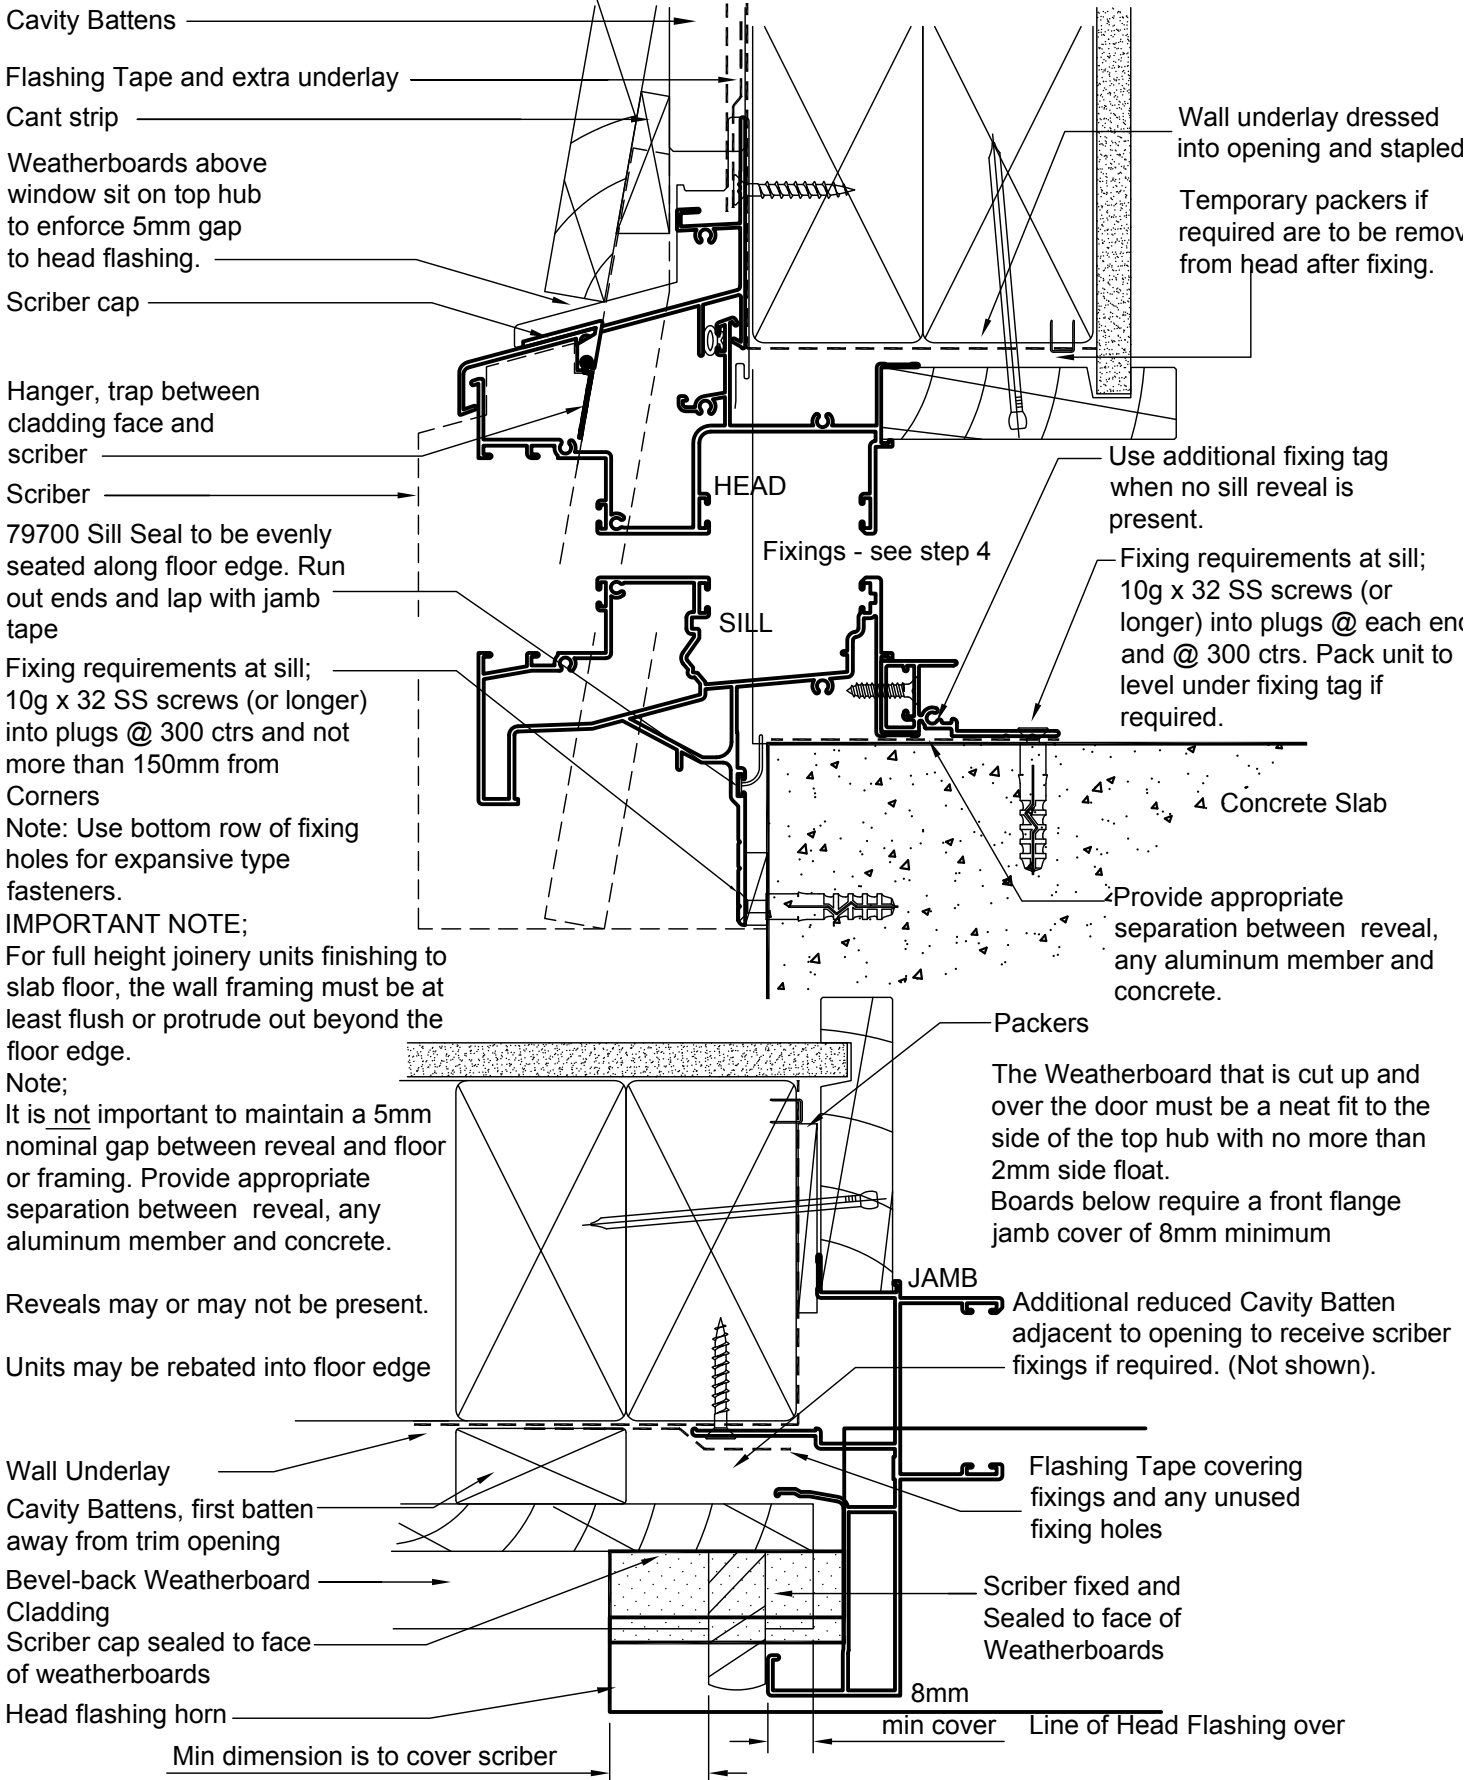 Cavity Battens
Flashing Tape and extra underlay
Cant strip
Weatherboards above
window sit on top hub
to enforce 5mm gap
to head flashing.
Scriber cap
Hanger, trap between
cladding face and
scriber
Scriber
79700 Sill Seal to be evenly
seated along floor edge. Run
out ends and lap with jamb
tape
Fixing requirements at sill;
10g x 32 SS screws (or longer)
into plugs @ 300 ctrs and not
more than 150mm from
Corners
Note: Use bottom row of fixing
holes for expansive type
fasteners.
IMPORTANT NOTE;
For full height joinery units finishing to
slab floor, the wall framing must be at
least flush or protrude out beyond the
floor edge.
Note;
It is not important to maintain a 5mm
nominal gap between reveal and floor
or framing. Provide appropriate
separation between reveal, any
aluminum member and concrete.
Reveals may or may not be present.
Units may be rebated into floor edge
Wall Underlay
Cavity Battens, first batten
away from trim opening
Bevel-back Weatherboard
Cladding
Scriber cap sealed to face
of weatherboards
Head flashing horn
Min dimension is to cover scriber
Wall underlay dressed
into opening and stapled
Temporary packers if
required are to be remov
from head after fixing.
HEAD
Use additional fixing tag
when no sill reveal is
present.
Fixings - see step 4
SILL
Fixing requirements at sill;
10g x 32 SS screws (or
longer) into plugs @ each end
and @ 300 ctrs. Pack unit to
level under fixing tag if
required.
Concrete Slab
Provide appropriate
separation between reveal,
any aluminum member and
concrete.
Packers
The Weatherboard that is cut up and
over the door must be a neat fit to the
side of the top hub with no more than
2mm side float.
Boards below require a front flange
jamb cover of 8mm minimum
JAMB
Additional reduced Cavity Batten
adjacent to opening to receive scriber
fixings if required. (Not shown).
Flashing Tape covering
fixings and any unused
fixing holes
Scriber fixed and
Sealed to face of
Weatherboards
8mm
min cover
Line of Head Flashing over